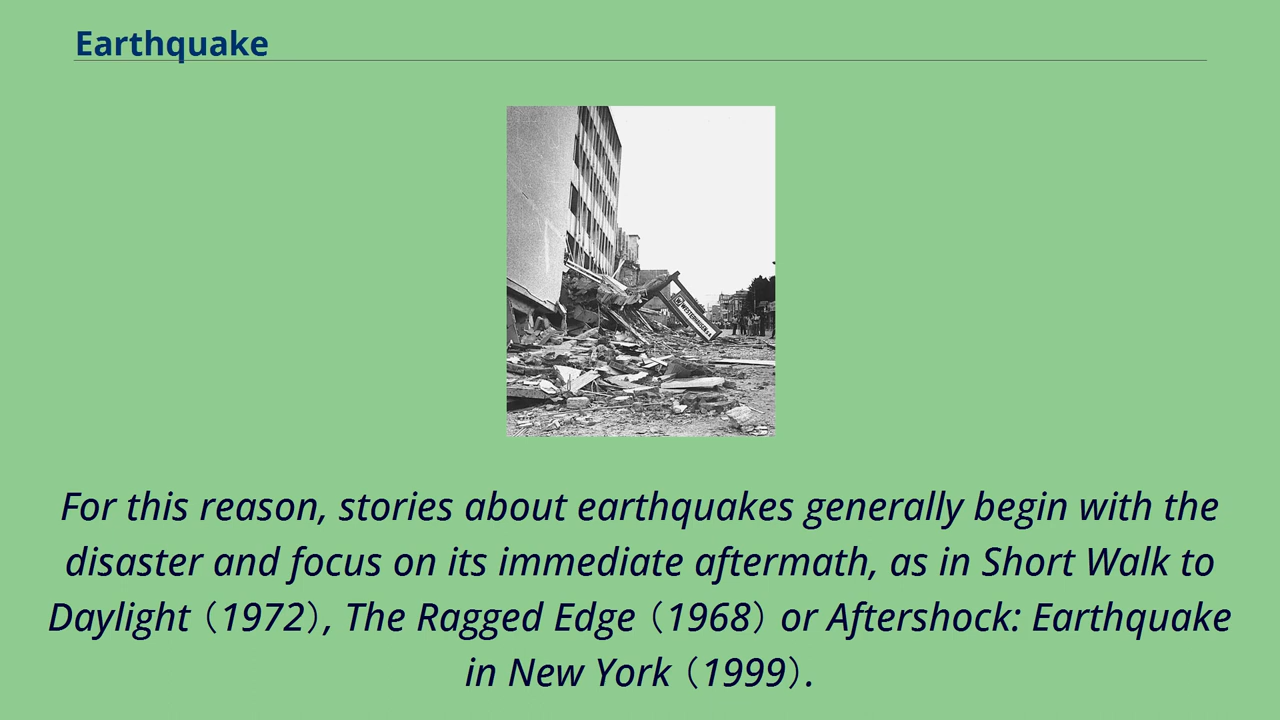 Earthquake
For this reason, stories about earthquakes generally begin with the
disaster and focus on its immediate aftermath, as in Short Walk to
Daylight（1972）, The Ragged Edge（1968）or Aftershock: Earthquake
in New York（1999）.